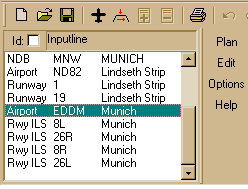 Id: Inputline
NDB MNW MUNICH
Airport ND82 Lindseth Strip
Runway 1 Lindseth Strip
Runway 19 Lindseth Strip
Airport EDDM Munich
Rwy ILS 8L Munich
Rwy ILS 26R Munich
Rwy ILS 8R Munich
Rwy ILS 26L Munich
Plan
Edit
Options
Help